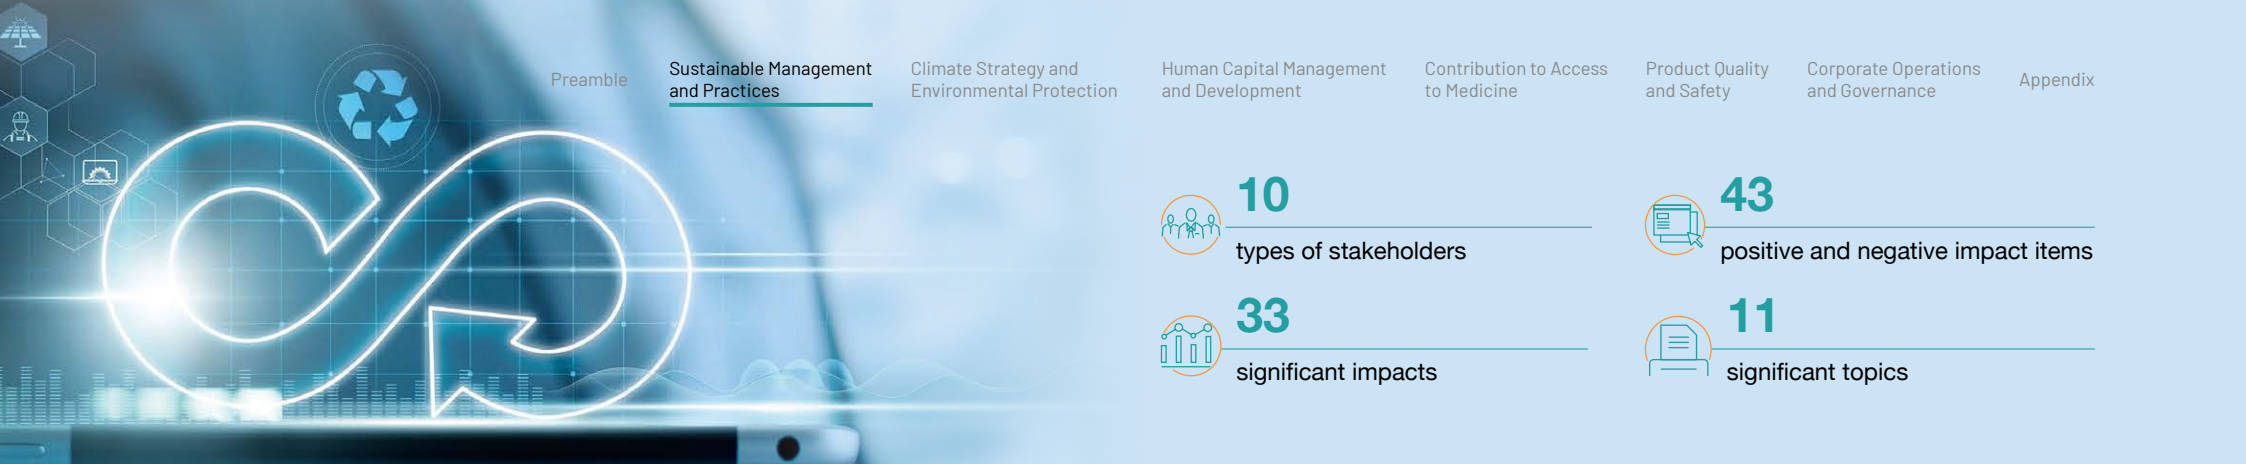 Preamble
Sustainable Management
and Practices
Climate Strategy and
Environmental Protection
Human Capital Management
and Development
Contribution to Access
to Medicine
Product Quality
and Safety
Corporate Operations
and Governance
Appendix
10
types of stakeholders
43
positive and negative impact items
33
significant impacts
11
significant topics